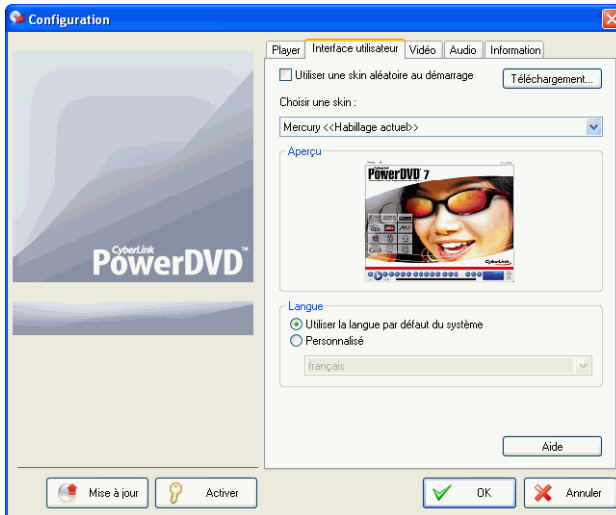 Configuration
Player
Interface utilisateur
Vidéo
Audio
Information
Utiliser une skin aléatoire au démarrage
Téléchargement...
Choisir une skin :
Mercury <<Habillage actuel>>
Aperçu
PowerDVD 7
CyberLink
CyberLink
PowerDVD™
Langue
Utiliser la langue par défaut du système
Personnalisé
français
Aide
Mise à jour
Activer
OK
Annuler